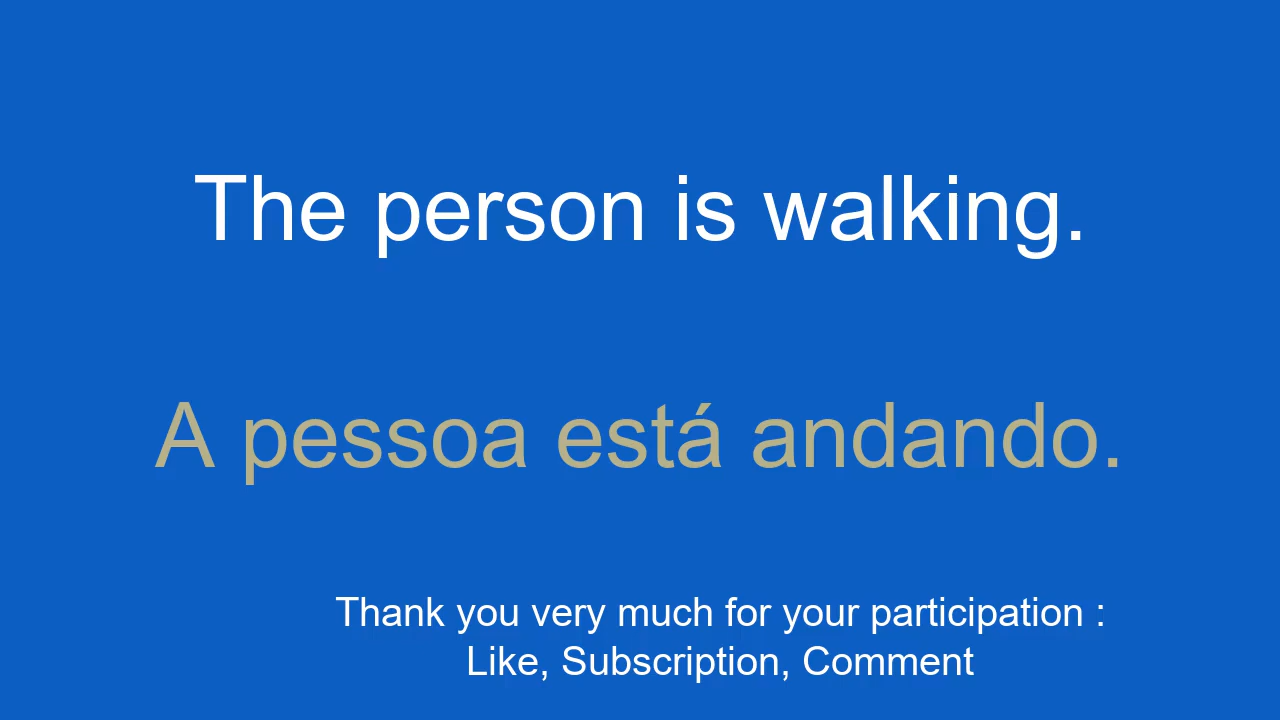 The person is walking.
A pessoa está andando.
Thank you very much for your participation :
Like, Subscription, Comment